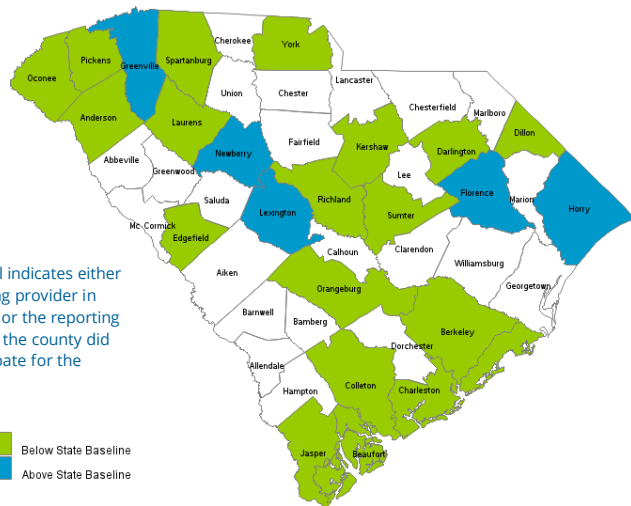 Cherokee
York
Spartanburg
Greenville
Pickens
Oconee
Lancaster
Union
Chester
Chesterfield
Marlboro
Anderson
Laurens
Dillon
Fairfield
Kershaw
Darlington
Newberry
Abbeville
Greenwood
Lee
Florence
Marion
Horry
Saluda
Richland
Lexington
Sumter
Mc Cormick
Edgefield
Calhoun
Clarendon
Williamsburg
Aiken
Georgetown
Orangeburg
Barnwell
Bamberg
Berkeley
Dorchester
Allendale
Colleton
Charleston
Hampton
Jasper
Beaufort
l indicates either
g provider in
or the reporting
the county did
pate for the
Below State Baseline
Above State Baseline